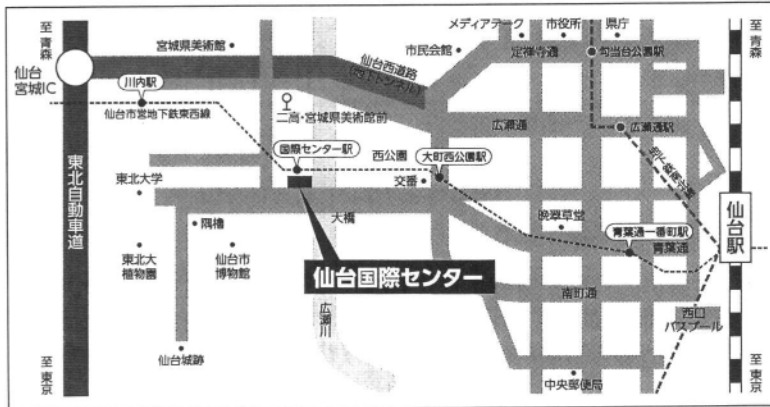 至青森
仙台
宮城IC
東北自動車道
至東京
宮城県美術館
川内駅
仙台市営地下鉄東西線
二高・宮城県美術館前
仙台西道路
(地下トンネル)
国際センター駅
西公園
大町西公園駅
交番
東北大学
大橋
隅櫓
東北大
植物園
仙台市
博物館
仙台国際センター
広瀬川
仙台城跡
メディアテーク
市役所
県庁
市民会館
定禅寺通
勾当台公園駅
広瀬通
広瀬通駅
晩翠草堂
青葉通一番町駅
青葉通
南町通
中央郵便局
西口
バスプール
至青森
仙台駅
至東京